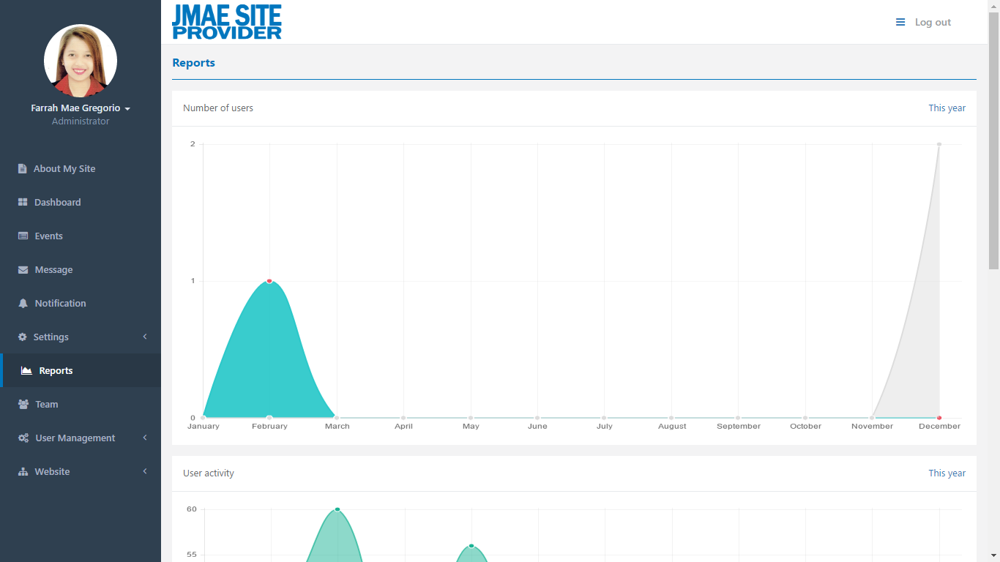 JMAE SITE
PROVIDER
Log out
Farrah Mae Gregorio
Administrator
About My Site
Dashboard
Events
Message
Notification
Settings
Reports
Team
User Management
Website
Reports
Number of users
This year
2
1
0
January February March April May June July August September October November December
User activity
This year
60
55